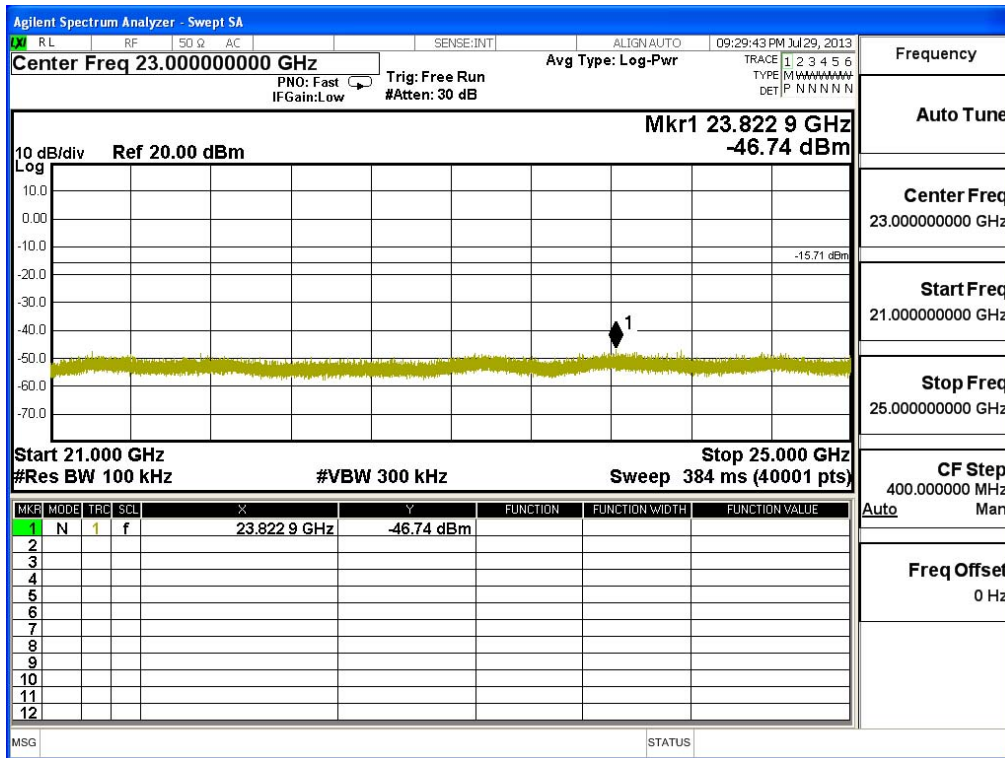 Agilent Spectrum Analyzer - Swept SA
LXI RL RF 50 Ω AC SENSE:INT ALIGN AUTO 09:29:43 PM Jul 29, 2013
Center Freq 23.000000000 GHz
PNO: Fast
IFGain:Low
Trig: Free Run
#Atten: 30 dB
Avg Type: Log-Pwr
TRACE 1 2 3 4 5 6
TYPE M WWWWW
DET P N N N N N
Mkr1 23.822 9 GHz
-46.74 dBm
10 dB/div Ref 20.00 dBm
Log
10.0
0.00
-10.0
-15.71 dBm
-20.0
-30.0
-40.0
1
-50.0
-60.0
-70.0
Start 21.000 GHz Stop 25.000 GHz
#Res BW 100 kHz #VBW 300 kHz Sweep 384 ms (40001 pts)
MKR MODE TRC SCL X Y FUNCTION FUNCTION WIDTH FUNCTION VALUE
1 N 1 f 23.822 9 GHz -46.74 dBm
2
3
4
5
6
7
8
9
10
11
12
MSG STATUS
Frequency
Auto Tune
Center Freq
23.000000000 GHz
Start Freq
21.000000000 GHz
Stop Freq
25.000000000 GHz
CF Step
400.000000 MHz
Auto Man
Freq Offset
0 Hz